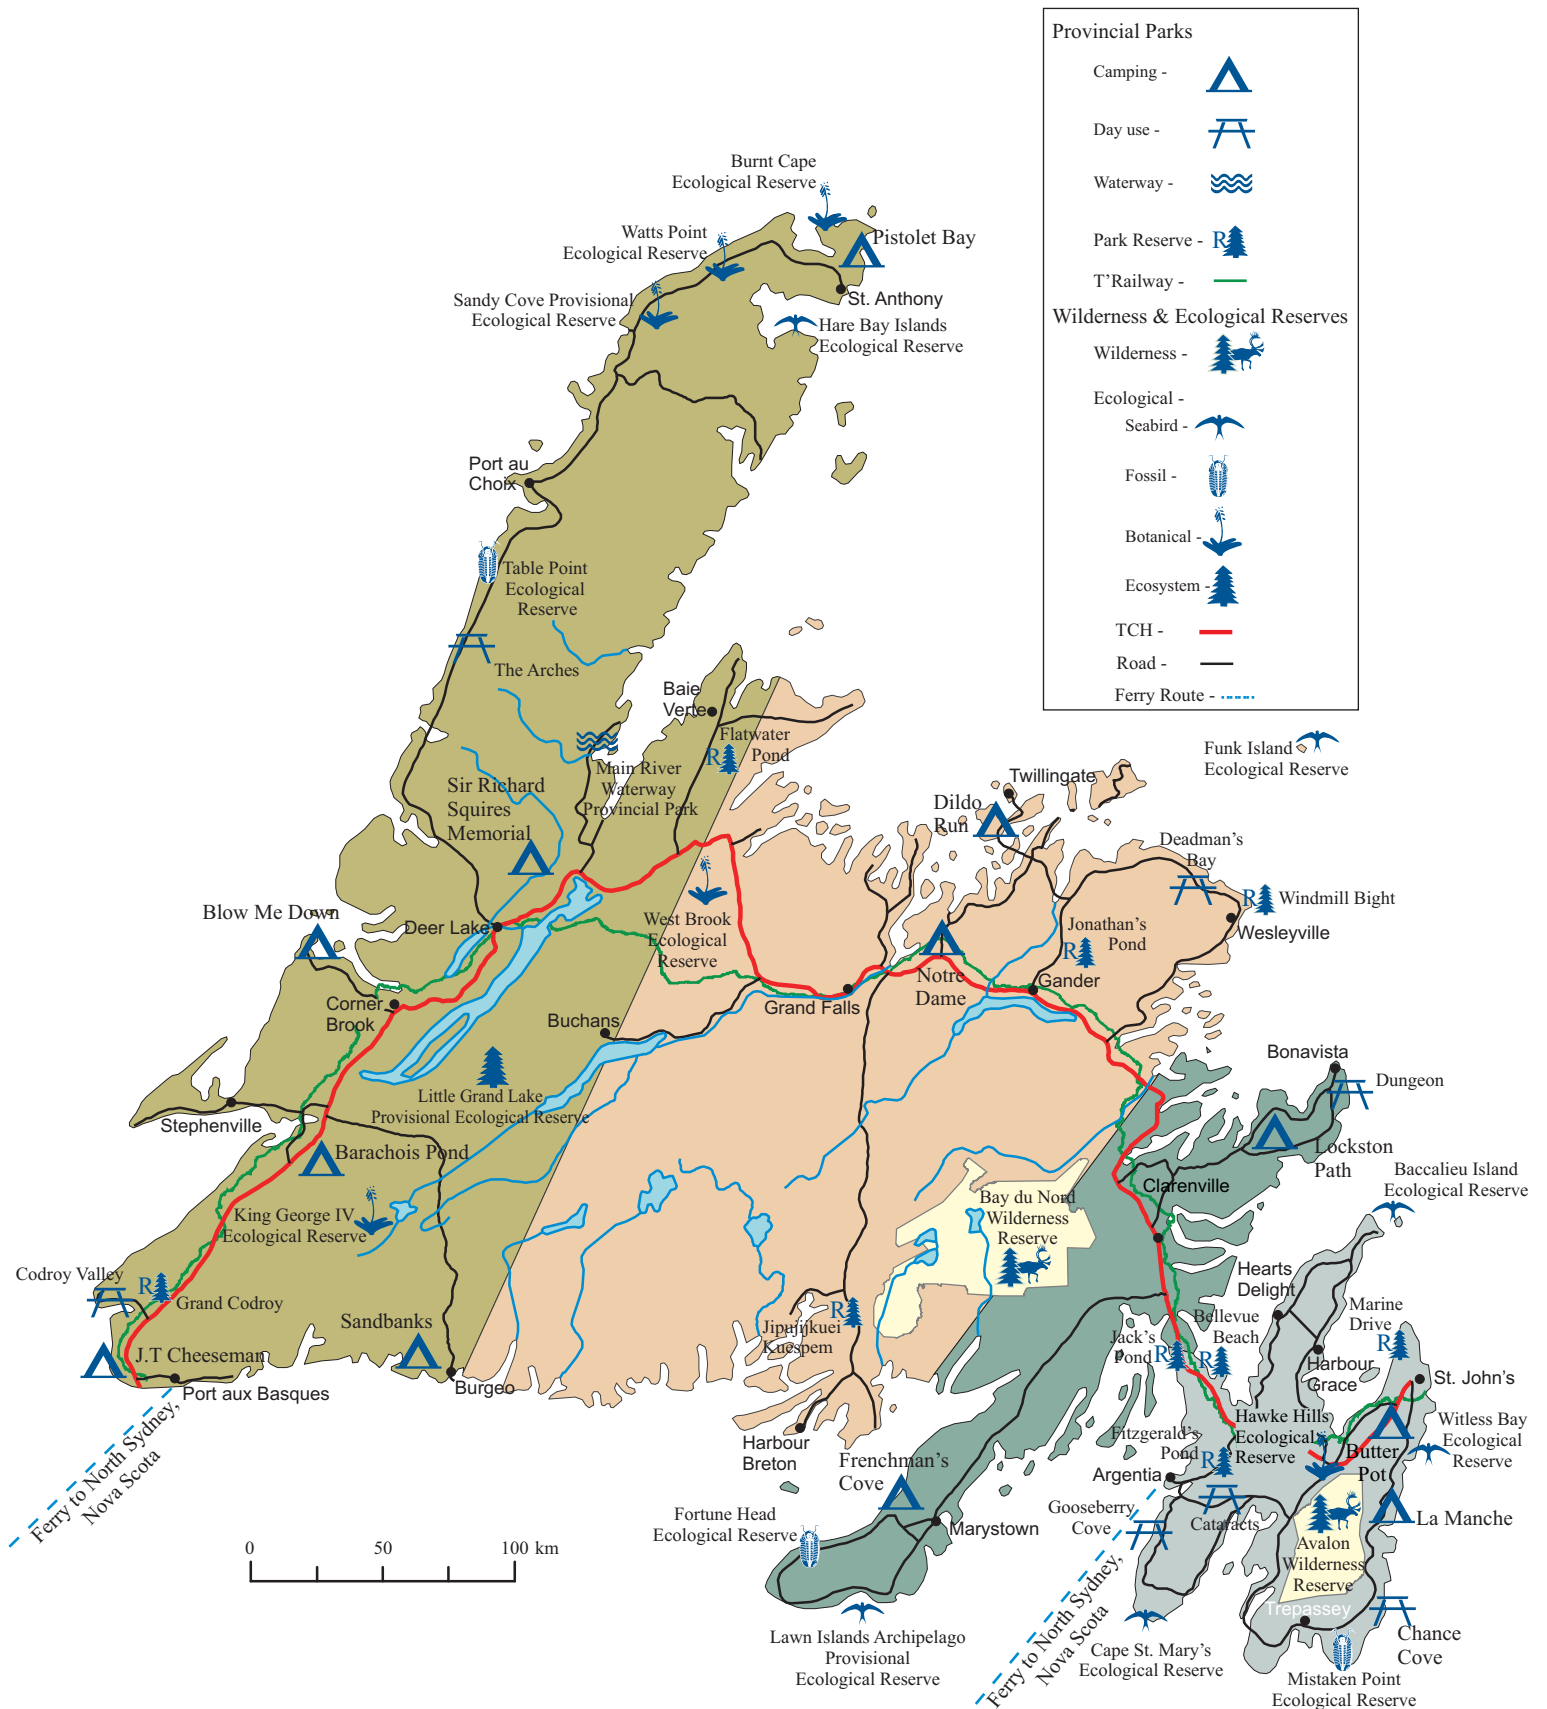 Provincial Parks
Camping -
Day use -
Waterway -
Park Reserve -
R
T'Railway -
Wilderness & Ecological Reserves
Wilderness -
Ecological -
Seabird -
Fossil -
Botanical -
Ecosystem -
TCH -
Road -
Ferry Route -
Burnt Cape
Ecological Reserve
Watts Point
Ecological Reserve
Pistolet Bay
Sandy Cove Provisional
Ecological Reserve
St. Anthony
Hare Bay Islands
Ecological Reserve
Port au
Choix
Table Point
Ecological
Reserve
The Arches
Baie
Verte
Flatwater
Pond
R
Main River
Waterway
Provincial Park
Sir Richard
Squires
Memorial
Funk Island
Ecological Reserve
Twillingate
Dildo
Run
Deadman's
Bay
R
Windmill Bight
Wesleyville
Blow Me Down
Deer Lake
West Brook
Ecological
Reserve
Jonathan's
Pond
R
Notre
Dame
Gander
Grand Falls
Corner
Brook
Buchans
Little Grand Lake
Provisional Ecological Reserve
Stephenville
Barachois Pond
Bonavista
Dungeon
Lockston
Path
Baccalieu Island
Ecological Reserve
Clarenville
King George IV
Ecological Reserve
Bay du Nord
Wilderness
Reserve
Codroy Valley
R
Grand Codroy
Sandbanks
J.T Cheeseman
Port aux Basques
Burgeo
Jipujijkuei
Kuespem
R
Hearts
Delight
Bellevue
Beach
R
Jack's
Pond
R
Marine
Drive
R
Harbour
Grace
St. John's
Harbour
Breton
Hawke Hills
Ecological
Reserve
Butter
Pot
Witless Bay
Ecological
Reserve
Fitzgerald's
Pond
R
Argentia
Frenchman's
Cove
Fortune Head
Ecological Reserve
Marystown
Gooseberry
Cove
Cataracts
La Manche
Avalon
Wilderness
Reserve
Trepassey
Chance
Cove
Ferry to North Sydney,
Nova Scota
0 50 100 km
Lawn Islands Archipelago
Provisional
Ecological Reserve
Ferry to North Sydney,
Nova Scota
Cape St. Mary's
Ecological Reserve
Mistaken Point
Ecological Reserve